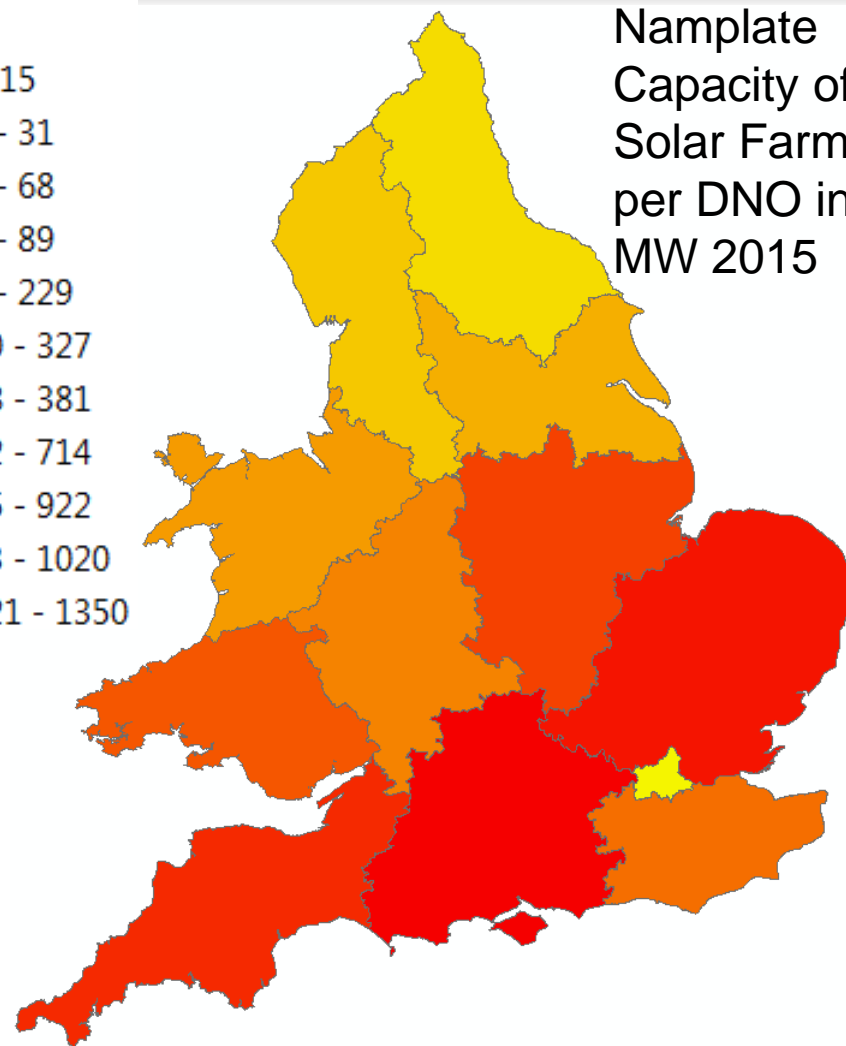 Namplate
Capacity of
Solar Farm
per DNO in
MW 2015
15
- 31
- 68
- 89
- 229
- 327
- 381
- 714
- 922
- 1020
21 - 1350